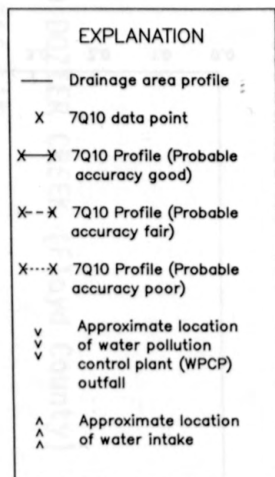 EXPLANATION
Drainage area profile
X 7Q10 data point
X—X 7Q10 Profile (Probable
accuracy good)
X--X 7Q10 Profile (Probable
accuracy fair)
X····X 7Q10 Profile (Probable
accuracy poor)
Approximate location
of water pollution
control plant (WPCP)
outfall
Approximate location
of water intake